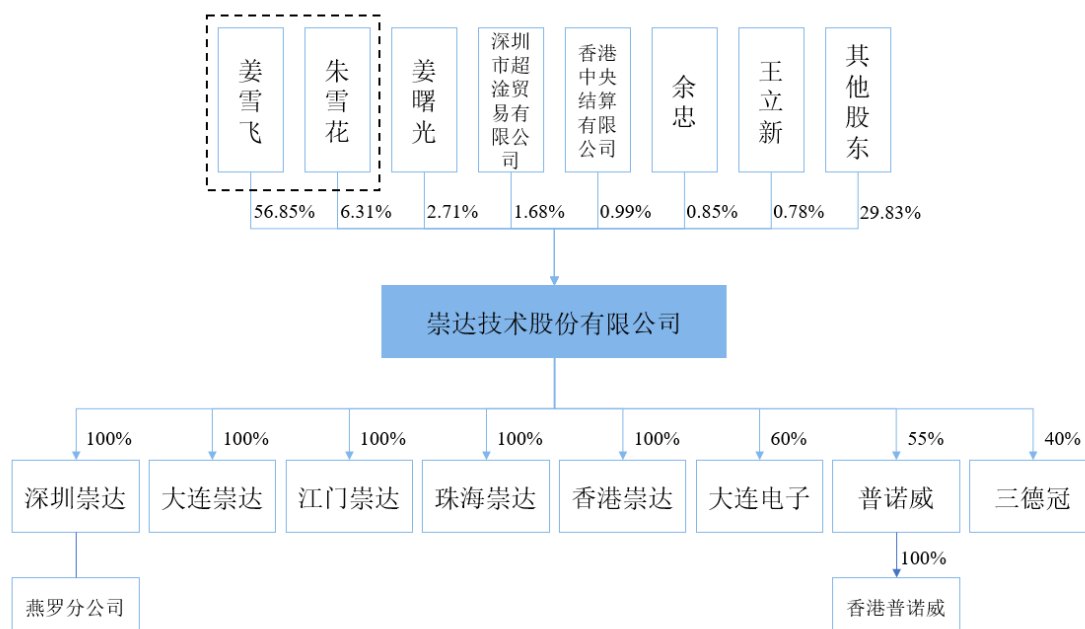 姜雪飞
朱雪花
姜曙光
深圳市超淦贸易有限公司
香港中央结算有限公司
余忠
王立新
其他股东
56.85%
6.31%
2.71%
1.68%
0.99%
0.85%
0.78%
29.83%
崇达技术股份有限公司
100%
100%
100%
100%
100%
60%
55%
40%
深圳崇达
大连崇达
江门崇达
珠海崇达
香港崇达
大连电子
普诺威
三德冠
100%
燕罗分公司
香港普诺威